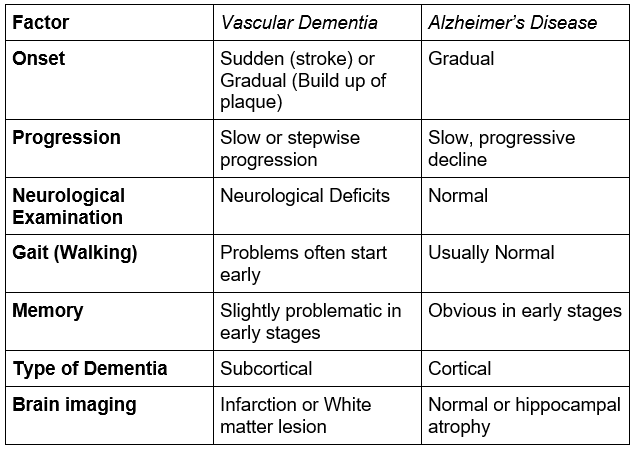 Factor
Vascular Dementia
Alzheimer's Disease
Onset
Sudden (stroke) or
Gradual (Build up of
plaque)
Gradual
Progression
Slow or stepwise
progression
Slow, progressive
decline
Neurological
Examination
Neurological Deficits
Normal
Gait (Walking)
Problems often start
early
Usually Normal
Memory
Slightly problematic in
early stages
Obvious in early stages
Type of Dementia
Subcortical
Cortical
Brain imaging
Infarction or White
matter lesion
Normal or hippocampal
atrophy